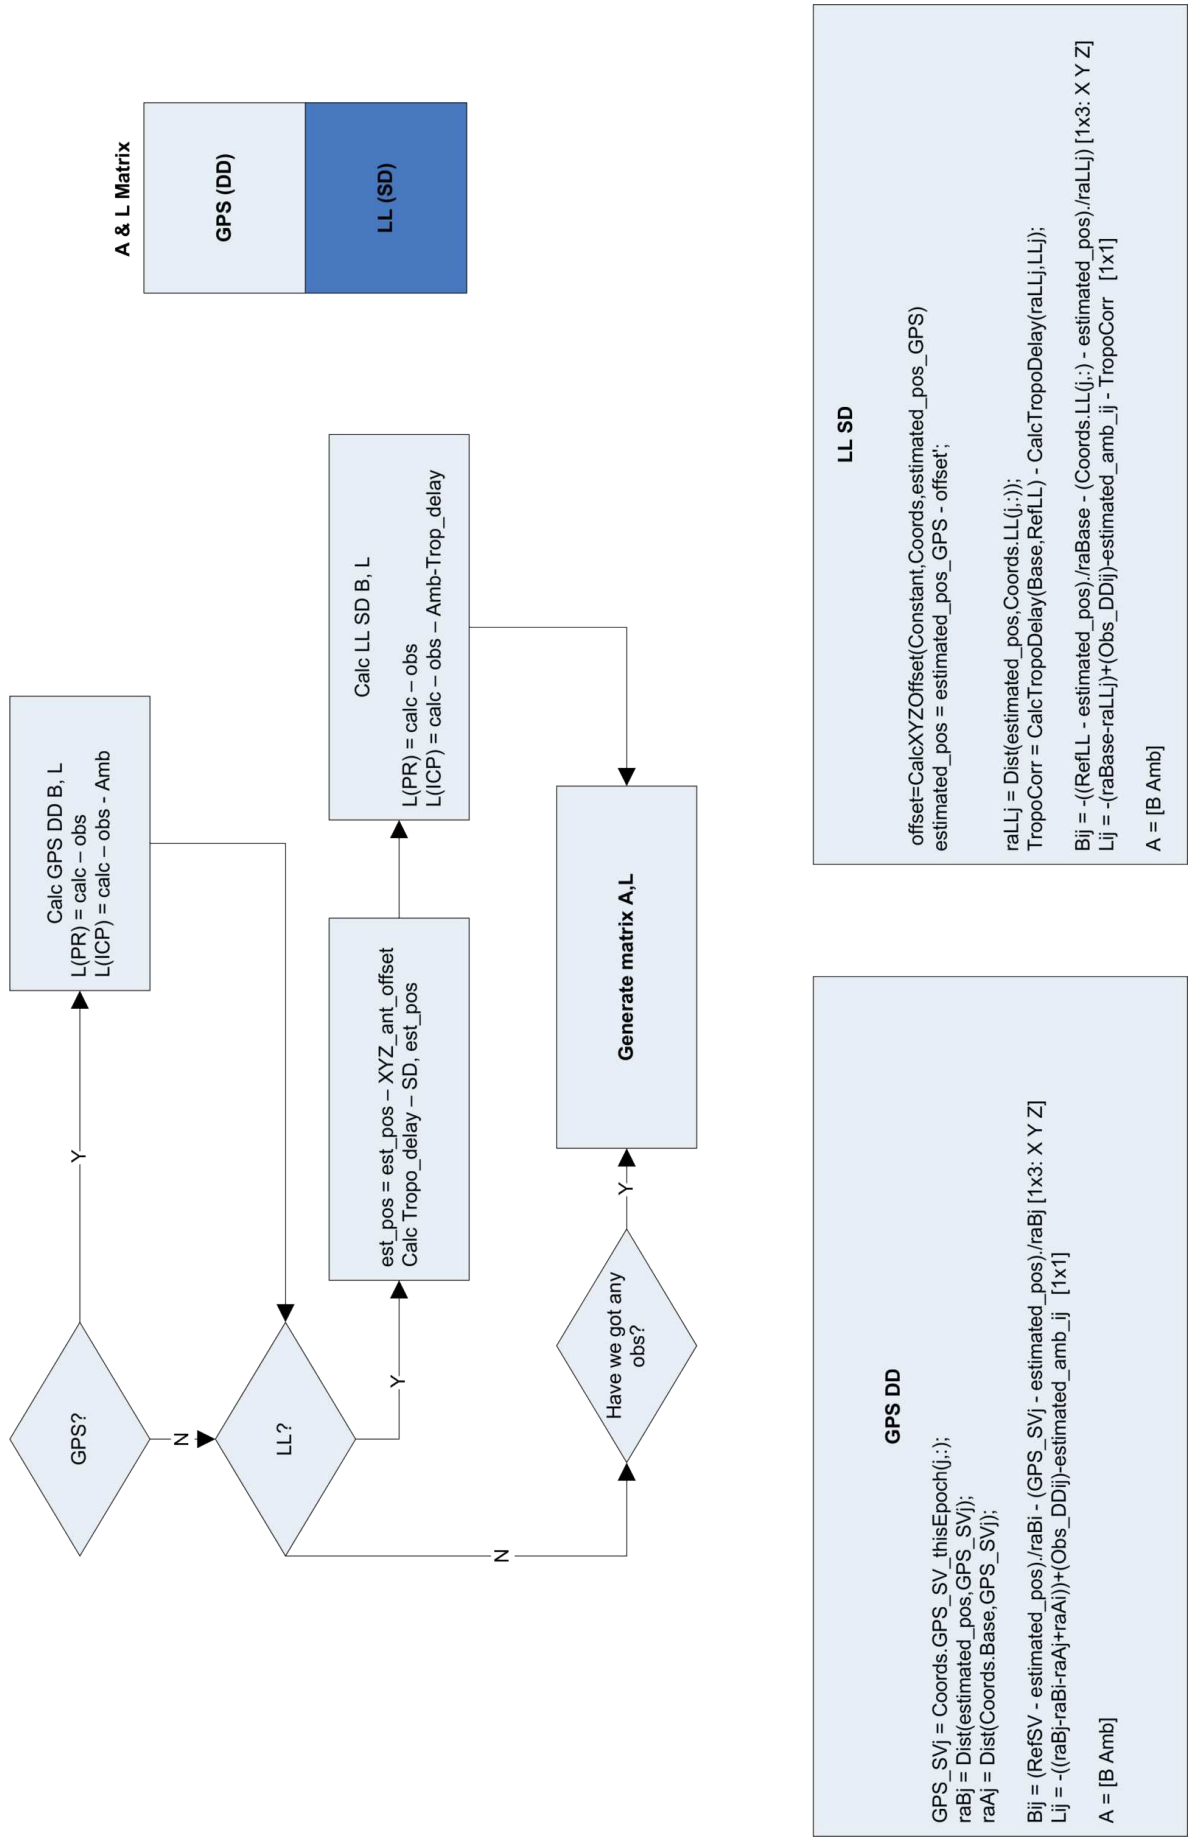 GPS?
Y
N
Calc GPS DD B, L
L(PR) = calc – obs
L(ICP) = calc – obs - Amb
LL?
Y
N
est_pos = est_pos – XYZ_ant_offset
Calc Tropo_delay – SD, est_pos
Calc LL SD B, L
L(PR) = calc – obs
L(ICP) = calc – obs – Amb-Trop_delay
Have we got any
obs?
Y
Generate matrix A,L
A & L Matrix
GPS (DD)
LL (SD)
GPS DD
GPS_SVj = Coords.GPS_SV_thisEpoch(j,:);
raBj = Dist(estimated_pos,GPS_SVj);
raAj = Dist(Coords.Base,GPS_SVj);
Bij = (RefSV - estimated_pos)./raBi - (GPS_SVj - estimated_pos)./raBj [1x3: X Y Z]
Lij = -((raBj-raBi-raAj+raAi))+(Obs_DDij)-estimated_amb_ij [1x1]
A = [B Amb]
LL SD
offset=CalcXYZOffset(Constant,Coords,estimated_pos_GPS)
estimated_pos = estimated_pos_GPS - offset';
raLLj = Dist(estimated_pos,Coords.LL(j,:));
TropoCorr = CalcTropoDelay(Base,RefLL) - CalcTropoDelay(raLLj,LLj);
Bij = -((RefLL - estimated_pos)./raBase - (Coords.LL(j,:) - estimated_pos)./raLLj) [1x3: X Y Z]
Lij = -(raBase-raLLj)+(Obs_DDij)-estimated_amb_ij - TropoCorr [1x1]
A = [B Amb]